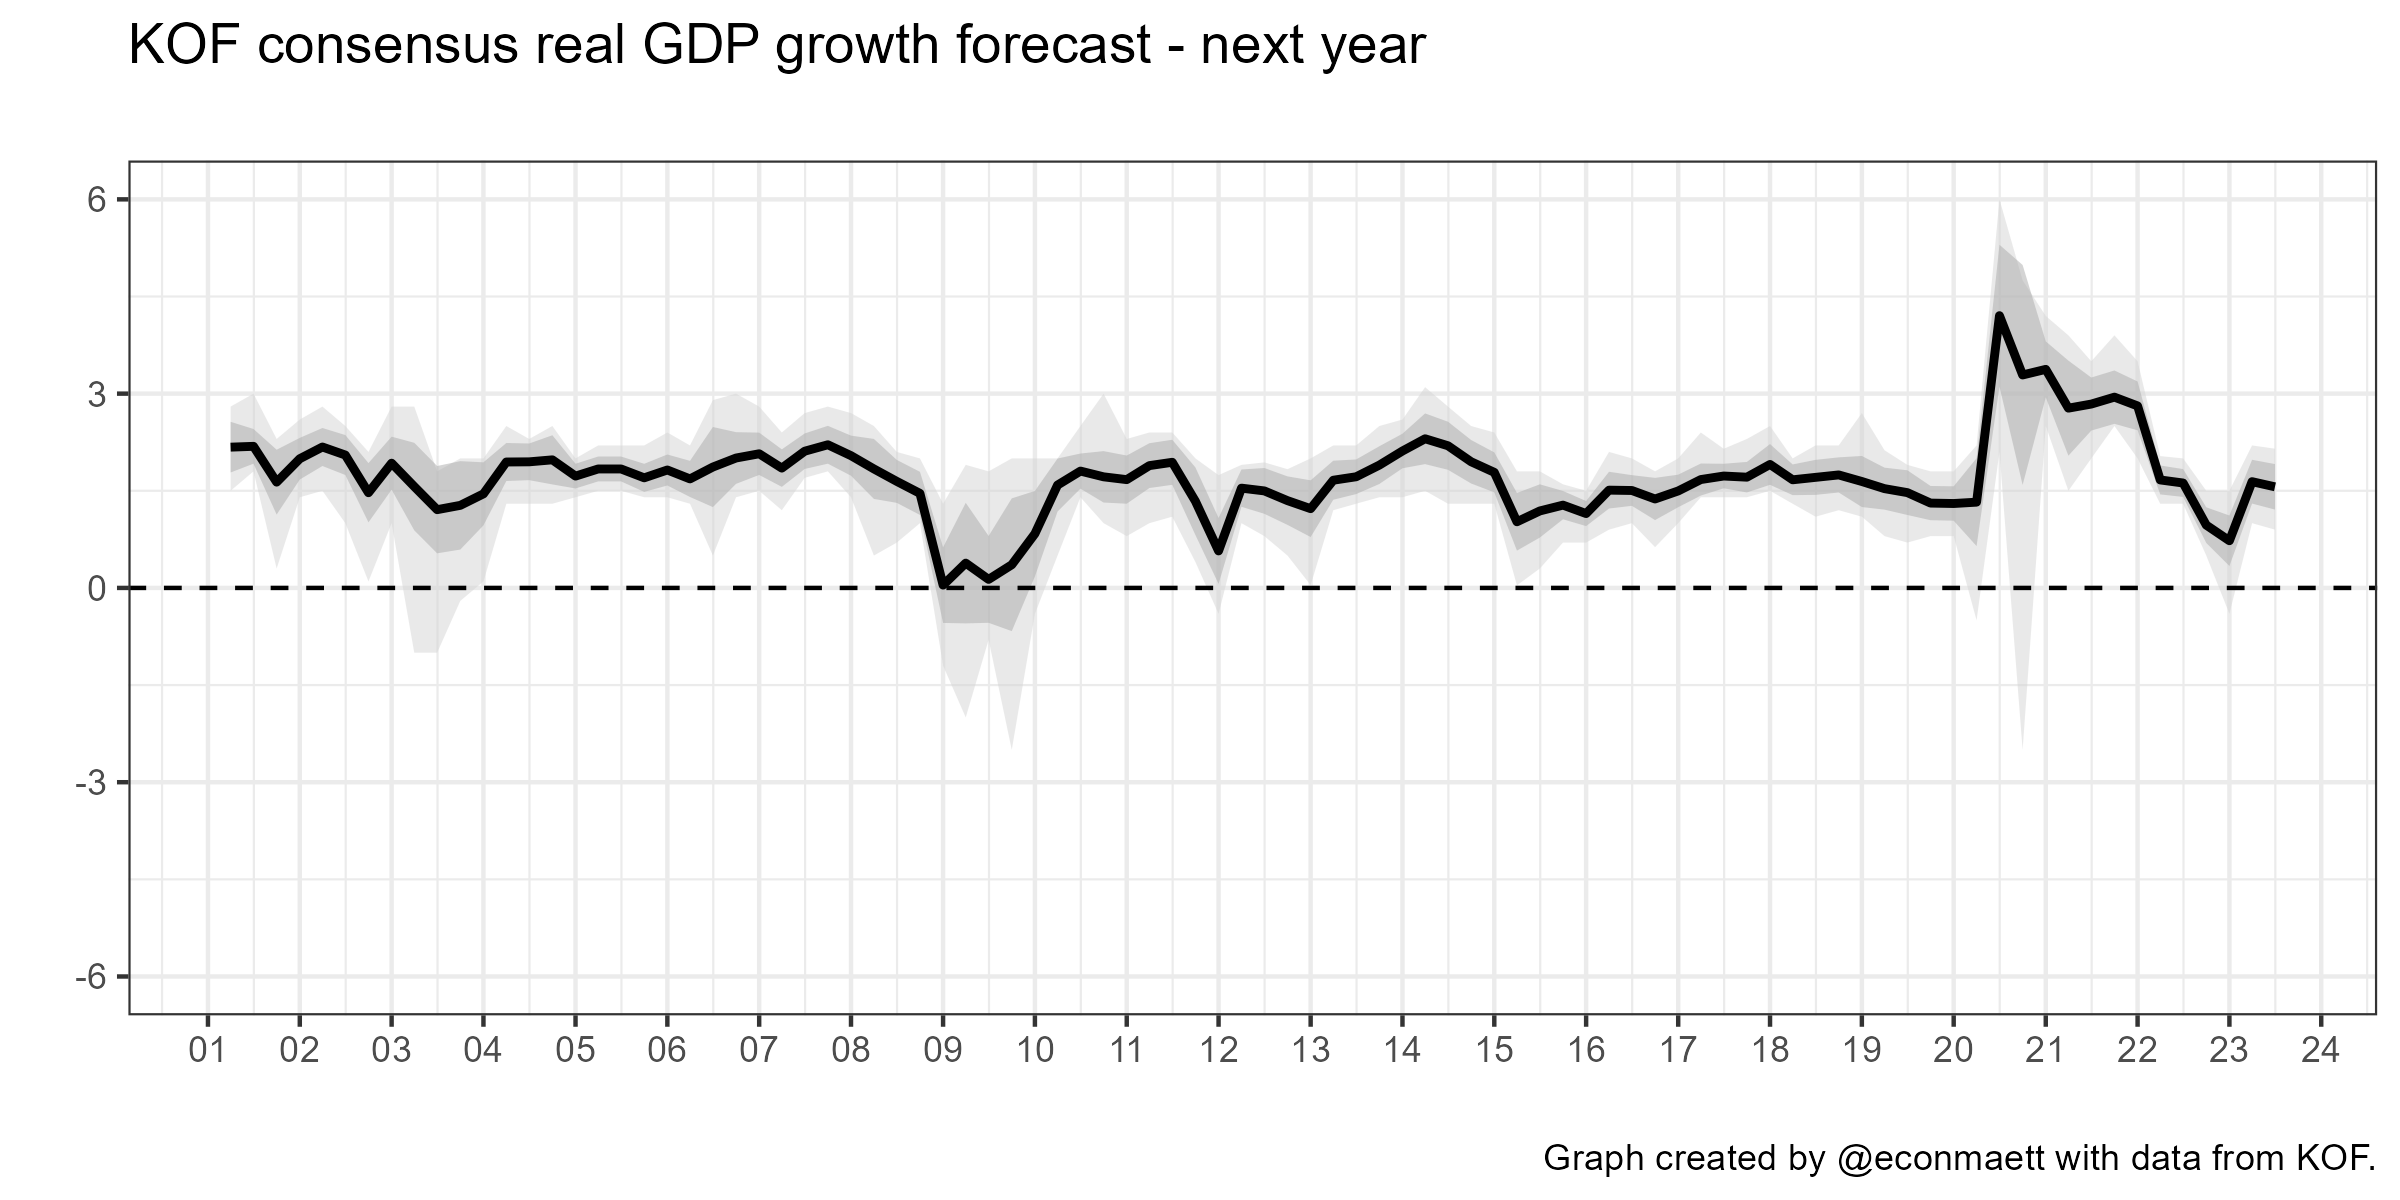 KOF consensus real GDP growth forecast - next year
6
3
0
-3
-6
01 02 03 04 05 06 07 08 09 10 11 12 13 14 15 16 17 18 19 20 21 22 23 24
Graph created by @econmaett with data from KOF.